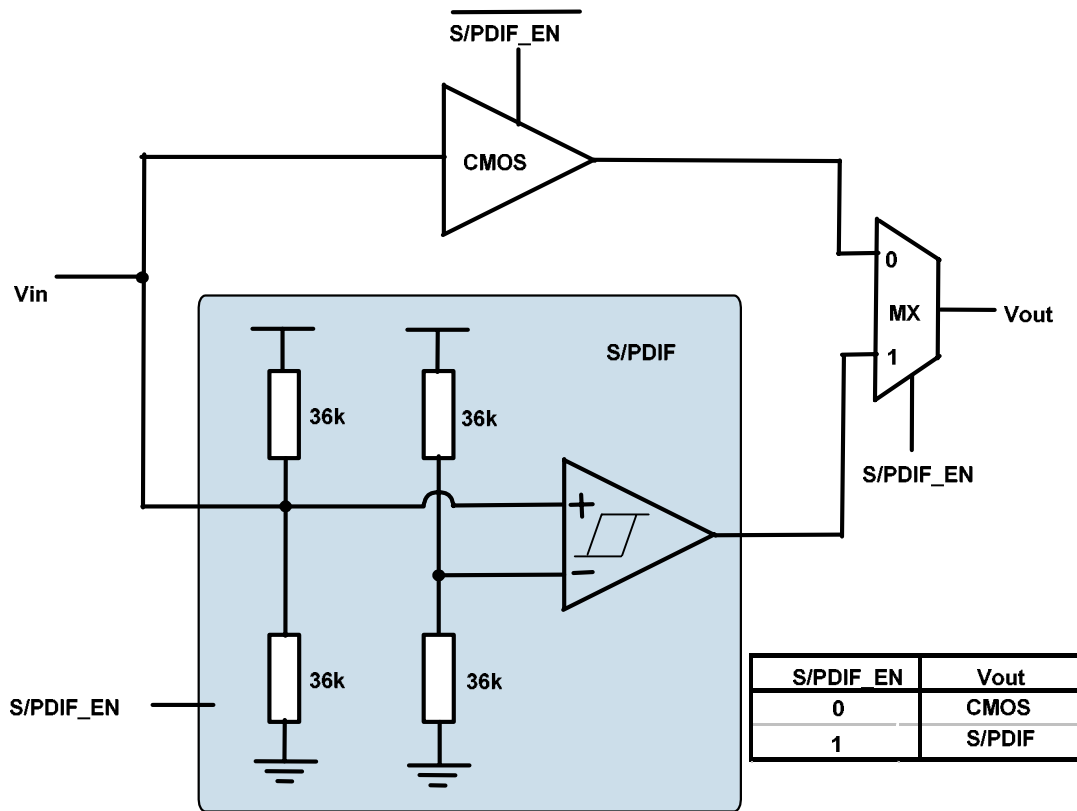 S/PDIF_EN
CMOS
Vin
0
MX
Vout
1
S/PDIF_EN
S/PDIF
36k
36k
+
−
36k
36k
S/PDIF_EN
S/PDIF_EN Vout
0 CMOS
1 S/PDIF